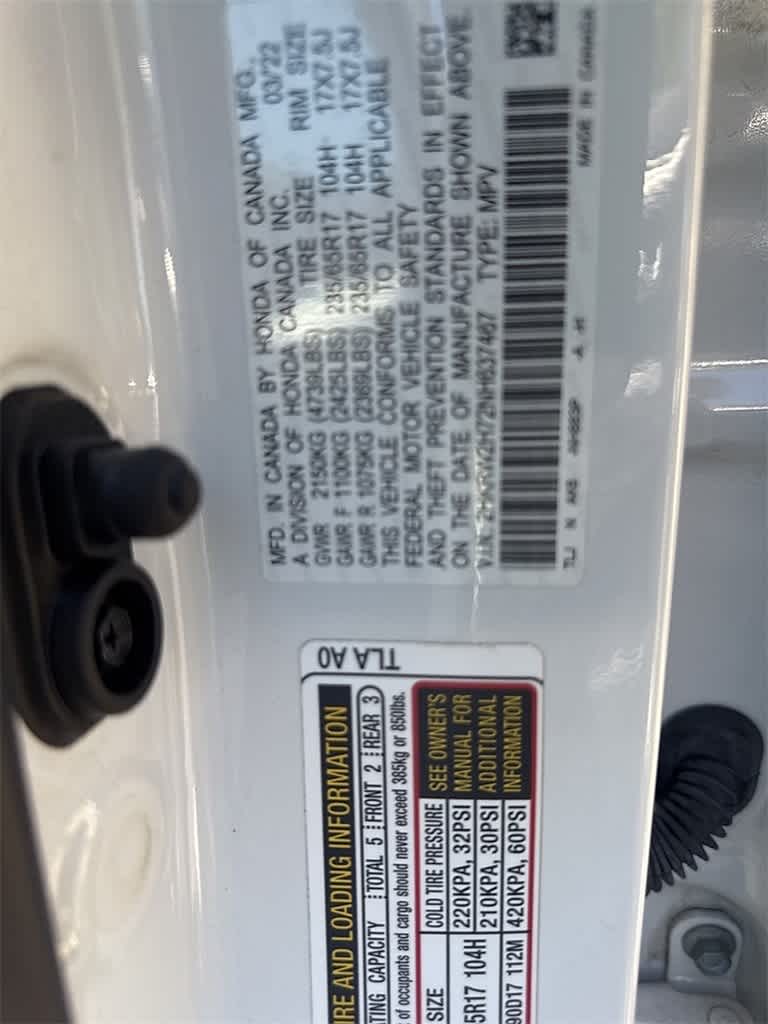 MFD. IN CANADA BY HONDA OF CANADA MFG.,
A DIVISION OF HONDA CANADA INC. 03/22
GVWR 2150KG (4739LBS) TIRE SIZE RIM SIZE
GAWR F 1100KG (2425LBS) 235/65R17 104H 17X7.5J
GAWR R 1075KG (2369LBS) 235/65R17 104H 17X7.5J
THIS VEHICLE CONFORMS TO ALL APPLICABLE
FEDERAL MOTOR VEHICLE SAFETY
AND THEFT PREVENTION STANDARDS IN EFFECT
ON THE DATE OF MANUFACTURE SHOWN ABOVE.
V.I.N.: 2HKRW2H72NH637467 TYPE: MPV
TLJ N AKB NH883P A H
MADE IN CANADA
TLA A0
IRE AND LOADING INFORMATION
TING CAPACITY TOTAL 5 FRONT 2 REAR 3
of occupants and cargo should never exceed 385kg or 850lbs.
SIZE COLD TIRE PRESSURE SEE OWNER'S
5R17 104H 220KPA, 32PSI MANUAL FOR
210KPA, 30PSI ADDITIONAL
90D17 112M 420KPA, 60PSI INFORMATION